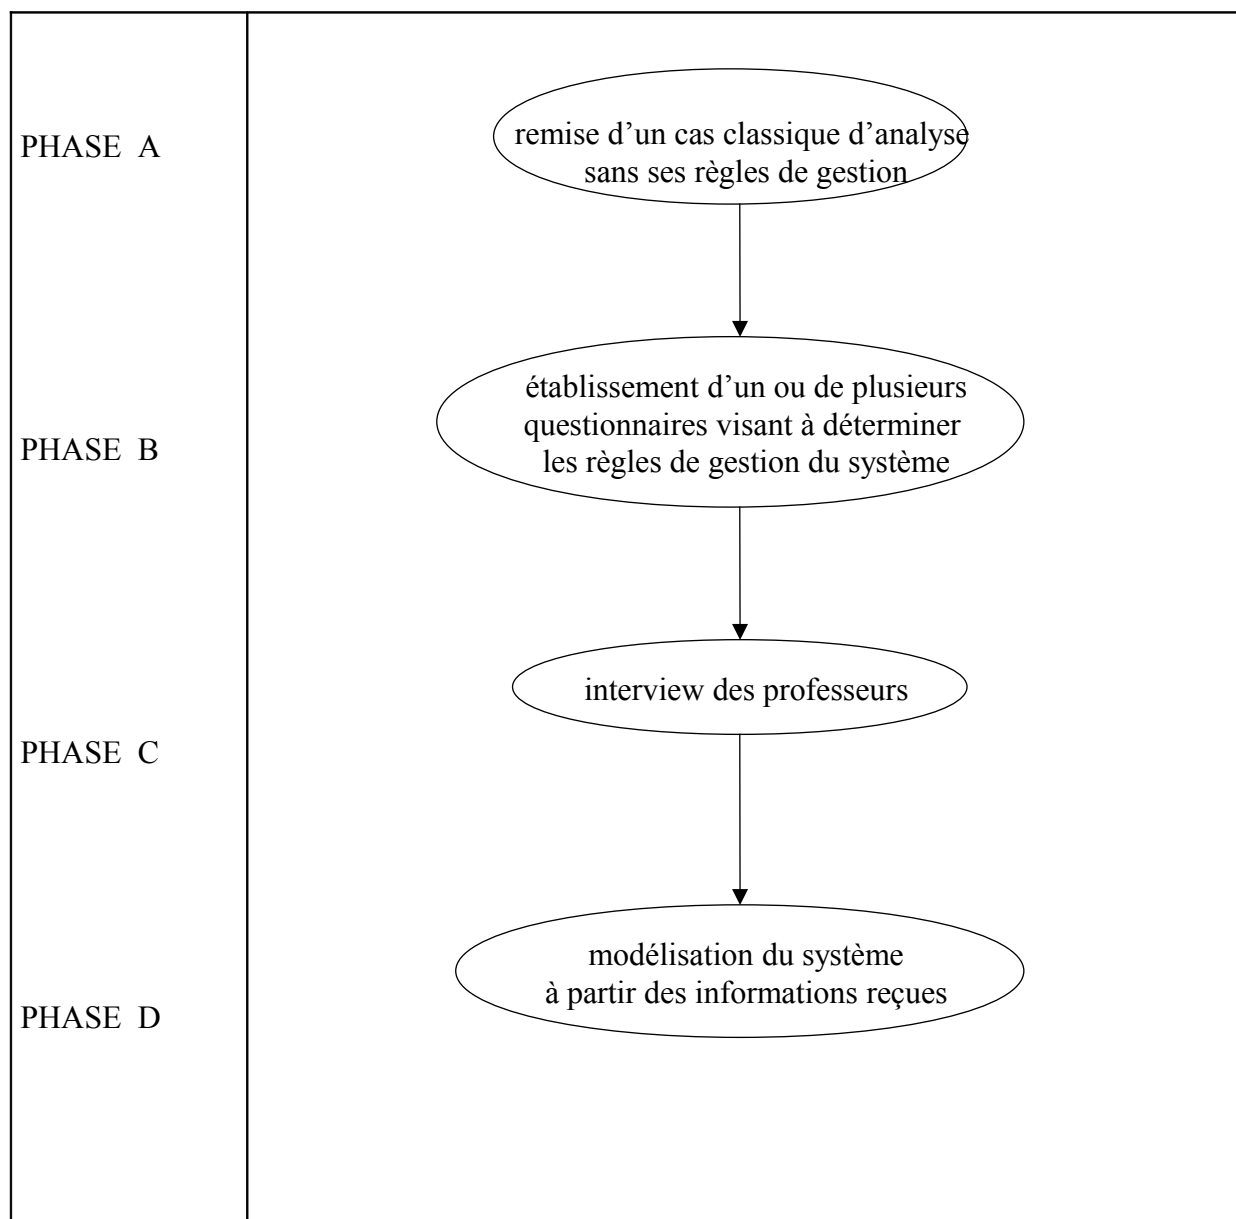 PHASE A
remise d’un cas classique d’analyse
sans ses règles de gestion
PHASE B
établissement d’un ou de plusieurs
questionnaires visant à déterminer
les règles de gestion du système
PHASE C
interview des professeurs
PHASE D
modélisation du système
à partir des informations reçues